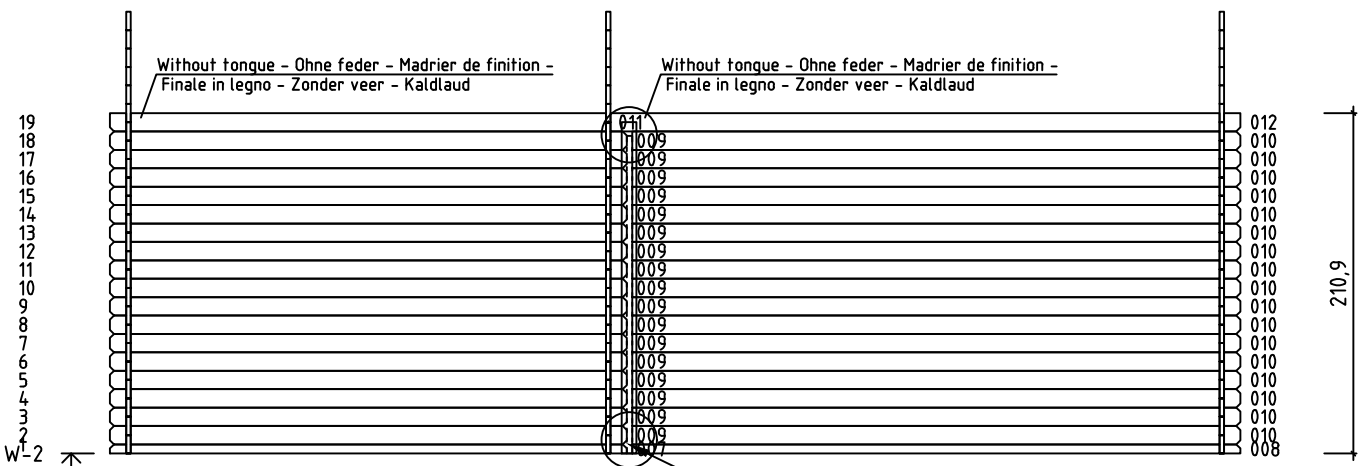 Without tongue - Ohne feder - Madrier de finition -
Finale in legno - Zonder veer - Kaldlaud
Without tongue - Ohne feder - Madrier de finition -
Finale in legno - Zonder veer - Kaldlaud
19 011 012
18 009 010
17 009 010
16 009 010
15 009 010
14 009 010
13 009 010
12 009 010
11 009 010
10 009 010
9 009 010
8 009 010
7 009 010
6 009 010
5 009 010
4 009 010
3 009 010
2 009 010
1 008
W-2
210,9